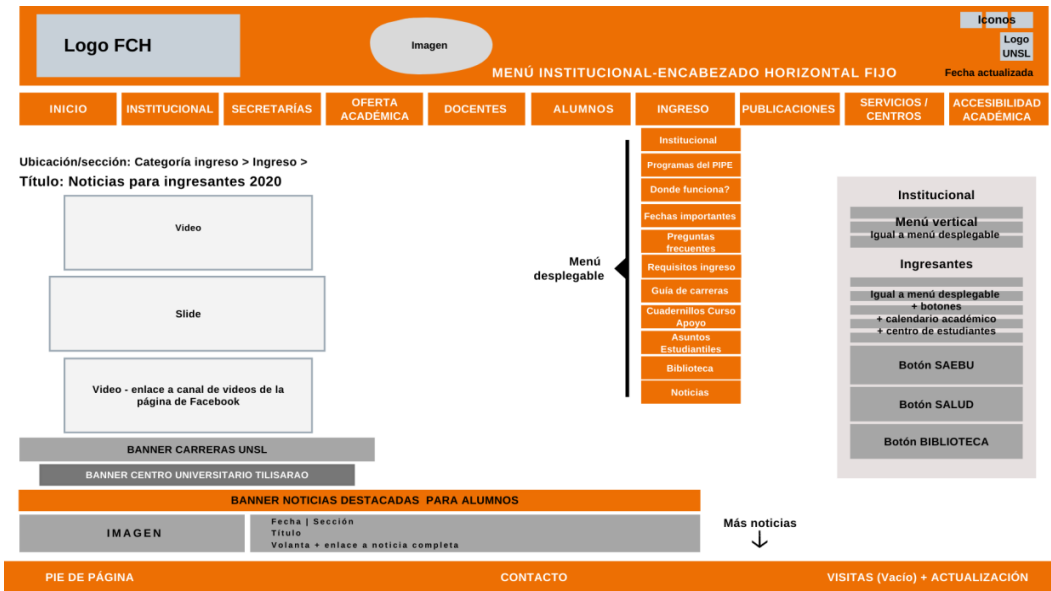 Logo FCH
Imagen
Iconos
Logo
UNSL
MENÚ INSTITUCIONAL-ENCABEZADO HORIZONTAL FIJO
Fecha actualizada
INICIO
INSTITUCIONAL
SECRETARÍAS
OFERTA
ACADÉMICA
DOCENTES
ALUMNOS
INGRESO
PUBLICACIONES
SERVICIOS /
CENTROS
ACCESIBILIDAD
ACADÉMICA
Ubicación/sección: Categoría ingreso > Ingreso >
Título: Noticias para ingresantes 2020
Video
Slide
Video - enlace a canal de videos de la
página de Facebook
BANNER CARRERAS UNSL
BANNER CENTRO UNIVERSITARIO TILISARAO
Menú
desplegable
Institucional
Programas del PIPE
Donde funciona?
Fechas importantes
Preguntas
frecuentes
Requisitos ingreso
Guía de carreras
Cuadernillos Curso
Apoyo
Asuntos
Estudiantiles
Biblioteca
Noticias
Institucional
Menú vertical
Igual a menú desplegable
Ingresantes
Igual a menú desplegable
+ botones
+ calendario académico
+ centro de estudiantes
Botón SAEBU
Botón SALUD
Botón BIBLIOTECA
BANNER NOTICIAS DESTACADAS PARA ALUMNOS
IMAGEN
Fecha | Sección
Título
Volanta + enlace a noticia completa
Más noticias
PIE DE PÁGINA
CONTACTO
VISITAS (Vacío) + ACTUALIZACIÓN